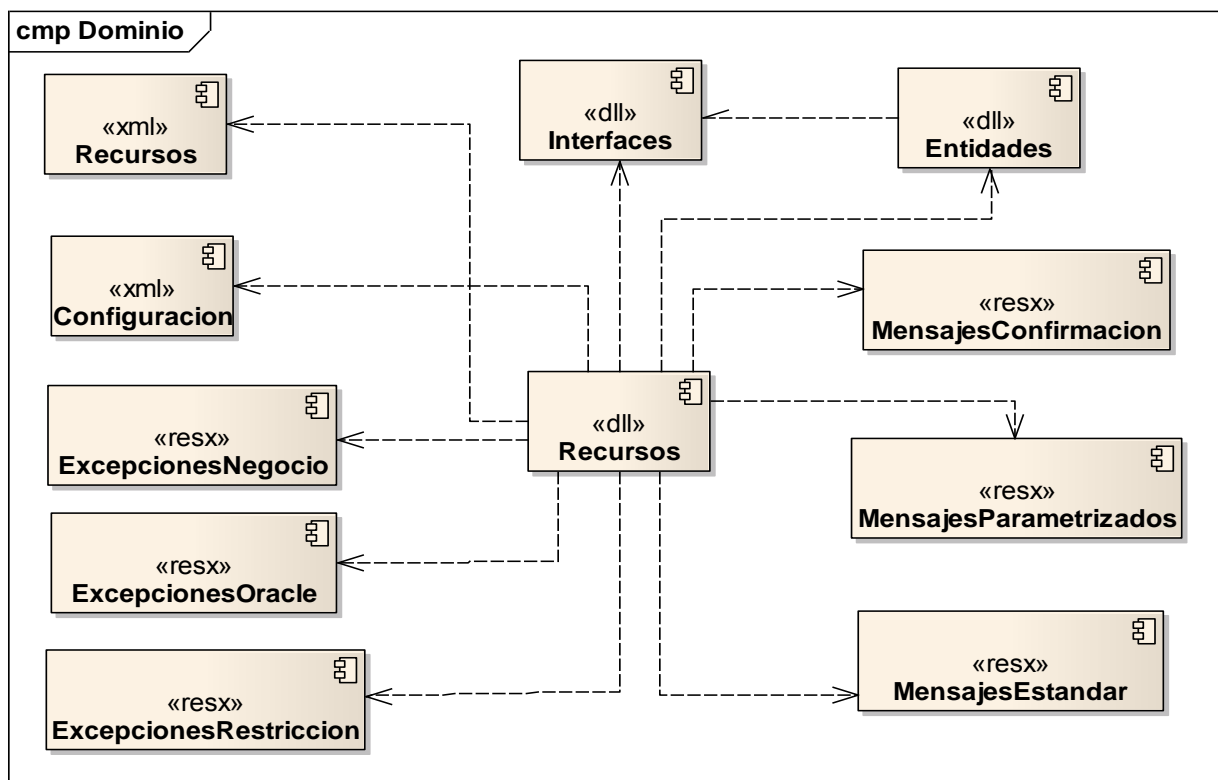 cmp Dominio
«xml»
Recursos
«dll»
Interfaces
«dll»
Entidades
«xml»
Configuracion
«resx»
MensajesConfirmacion
«dll»
Recursos
«resx»
ExcepcionesNegocio
«resx»
MensajesParametrizados
«resx»
ExcepcionesOracle
«resx»
ExcepcionesRestriccion
«resx»
MensajesEstandar